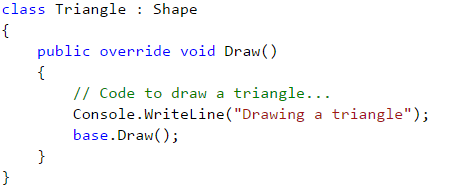 class Triangle : Shape
{
    public override void Draw()
    {
        // Code to draw a triangle...
        Console.WriteLine("Drawing a triangle");
        base.Draw();
    }
}